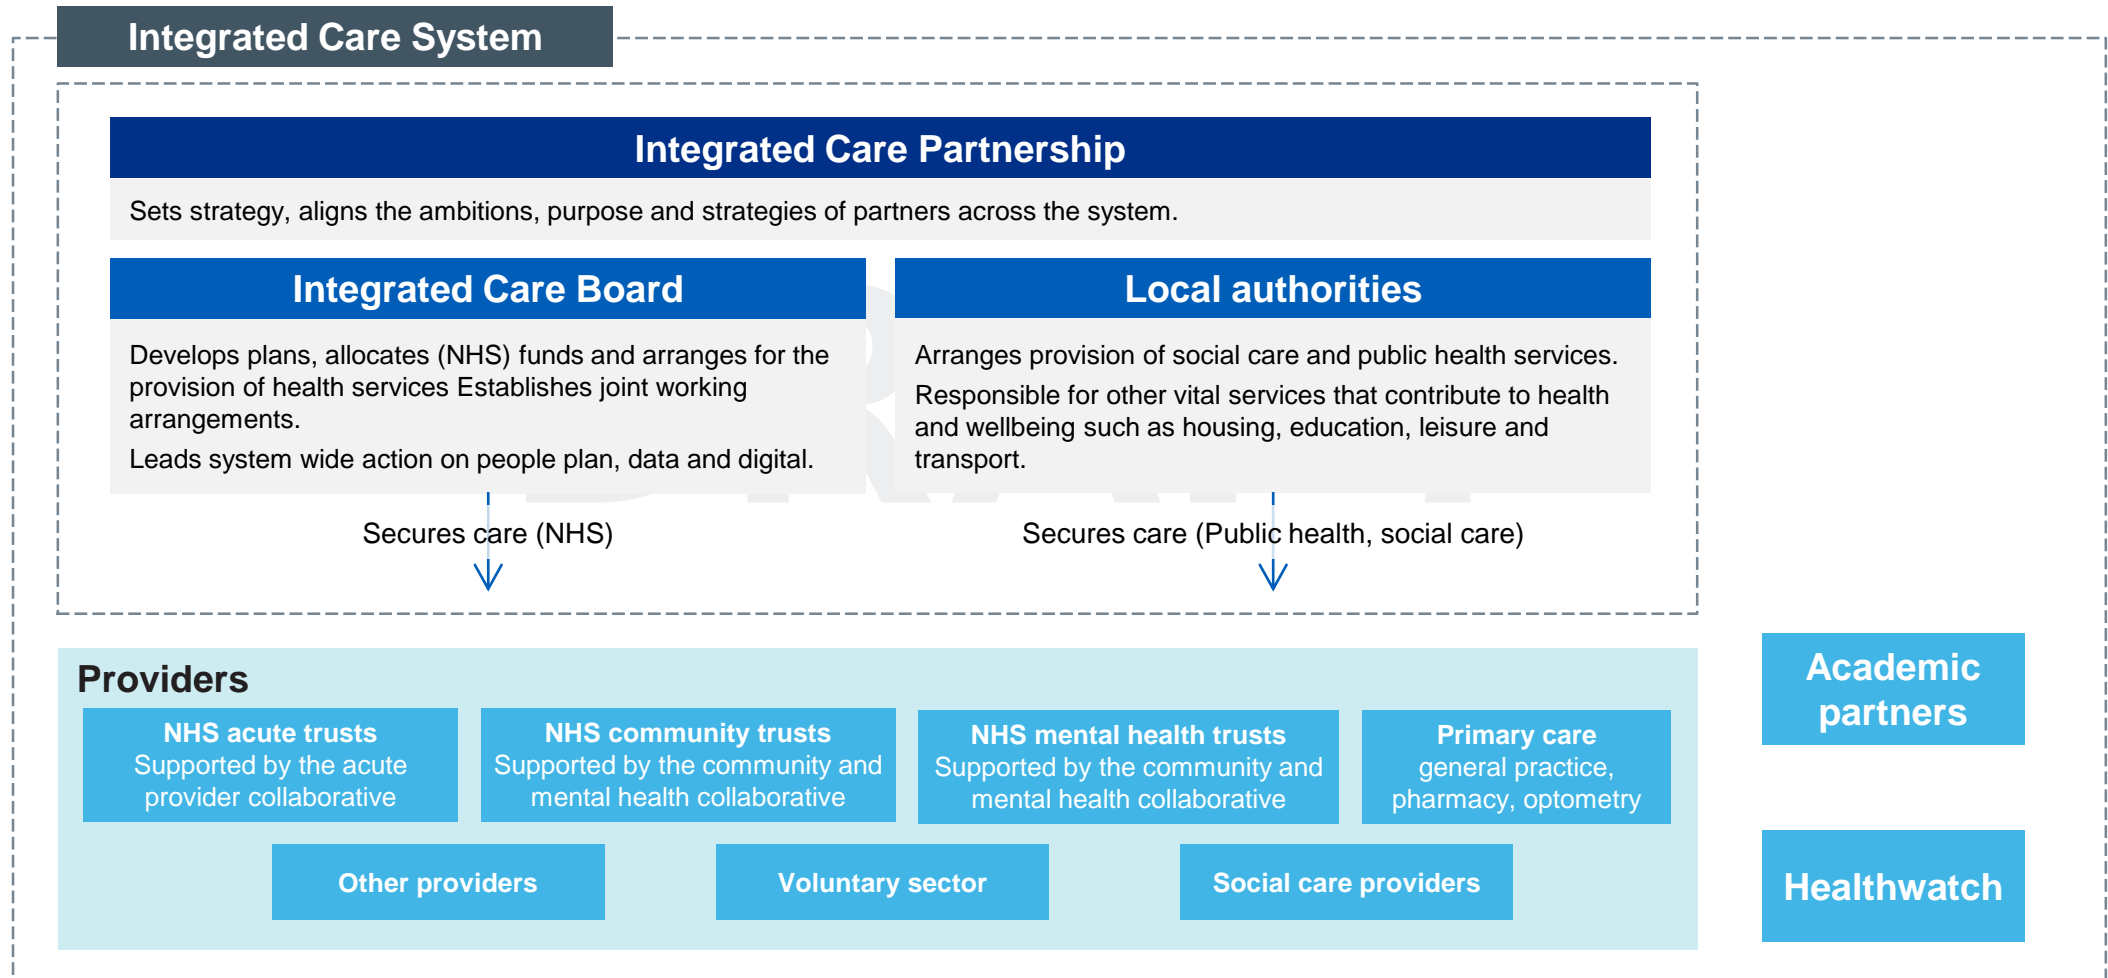 Integrated Care System
Integrated Care Partnership
Sets strategy, aligns the ambitions, purpose and strategies of partners across the system.
Integrated Care Board
Develops plans, allocates (NHS) funds and arranges for the
provision of health services Establishes joint working
arrangements.
Leads system wide action on people plan, data and digital.
Secures care (NHS)
Local authorities
Arranges provision of social care and public health services.
Responsible for other vital services that contribute to health
and wellbeing such as housing, education, leisure and
transport.
Secures care (Public health, social care)
Providers
NHS acute trusts
Supported by the acute
provider collaborative
NHS community trusts
Supported by the community and
mental health collaborative
NHS mental health trusts
Supported by the community and
mental health collaborative
Primary care
general practice,
pharmacy, optometry
Other providers
Voluntary sector
Social care providers
Academic
partners
Healthwatch